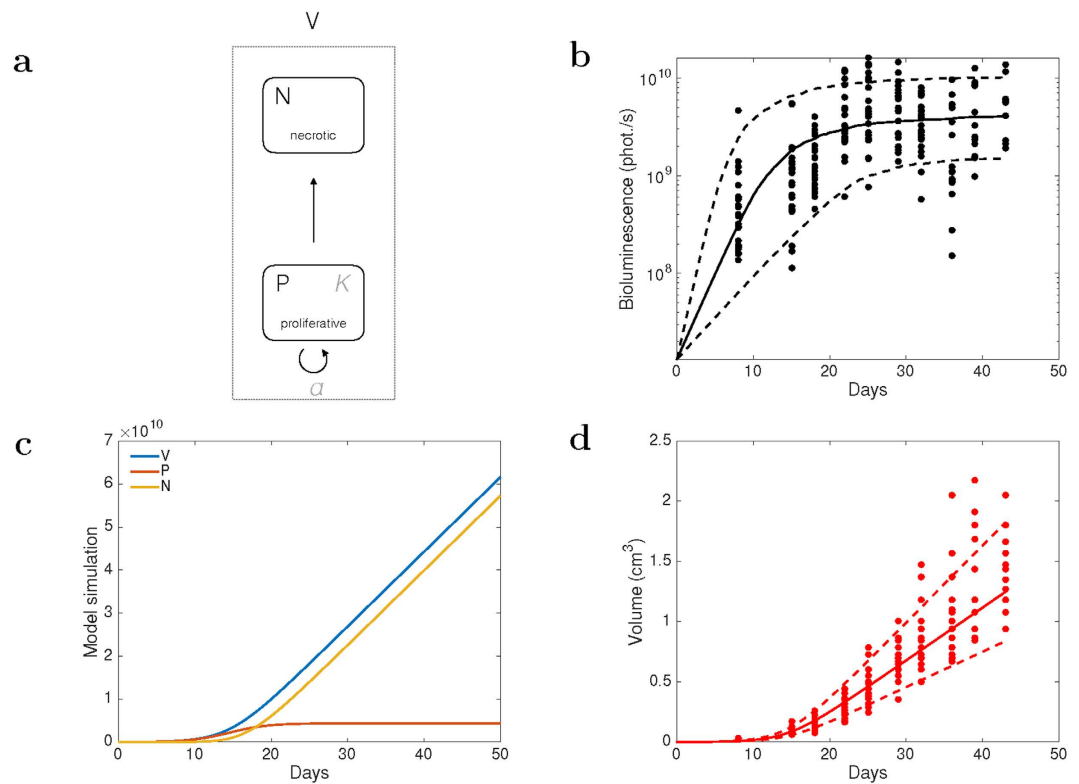 a
V
N
necrotic
P K
proliferative
a
b
Bioluminescence (phot./s)
10^10
10^9
10^8
0 10 20 30 40 50
Days
c
7 ×10^10
6
5
4
3
2
1
0
V
P
N
Model simulation
0 10 20 30 40 50
Days
d
2.5
2
1.5
1
0.5
0
Volume (cm^3)
0 10 20 30 40 50
Days